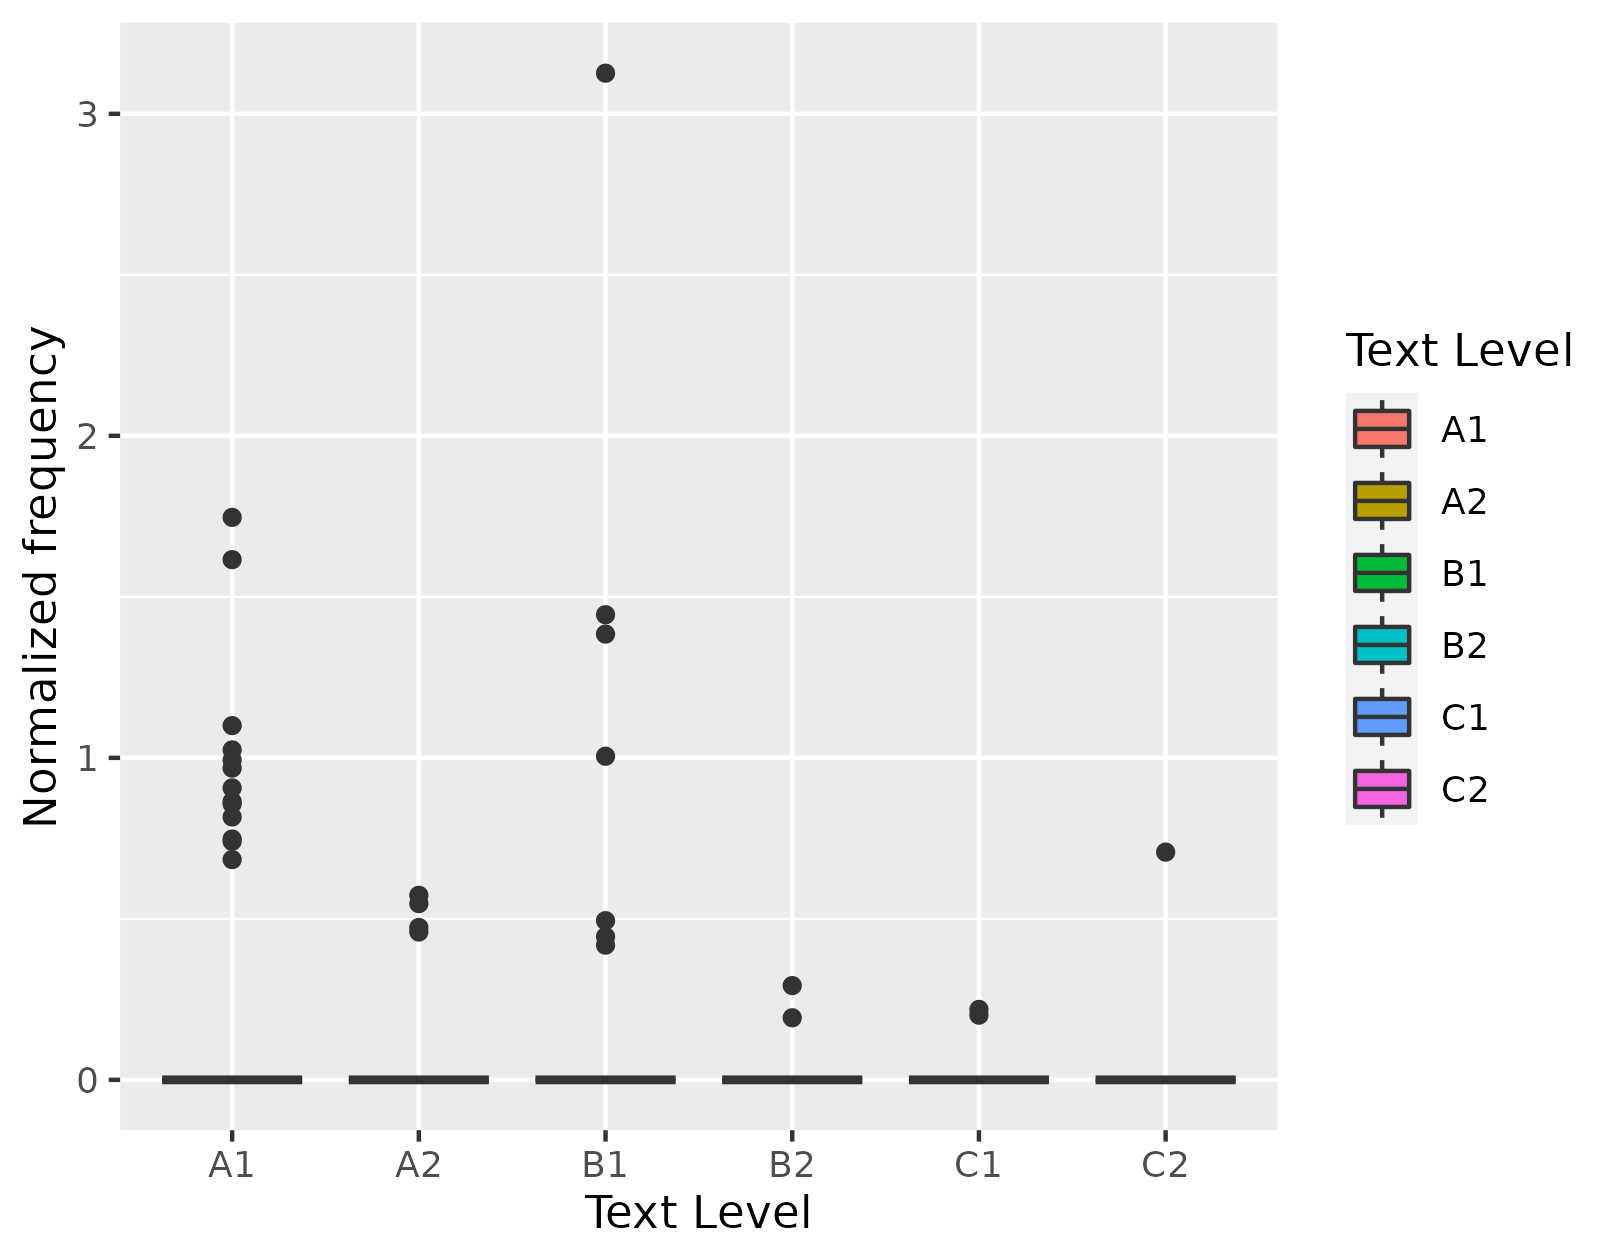 Normalized frequency
3
2
1
0
A1 A2 B1 B2 C1 C2
Text Level
Text Level
A1
A2
B1
B2
C1
C2